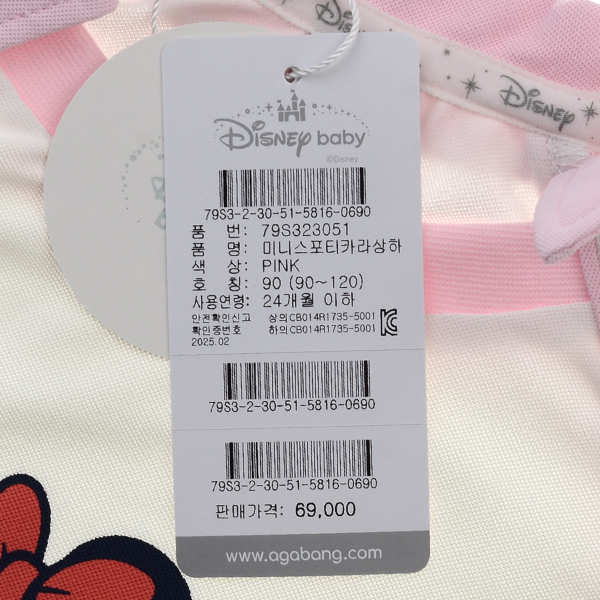 Disney
Disney baby
©Disney
79S3-2-30-51-5816-0690
품 번: 79S323051
품 명: 미니스포티카라상하
색 상: PINK
호 칭: 90 (90~120)
사용연령: 24개월 이하
안전확인신고 상의CB014R1735-5001
확인증번호 하의CB014R1735-5001
2025.02
79S3-2-30-51-5816-0690
79S3-2-30-51-5816-0690
판매가격: 69,000
www.agabang.com